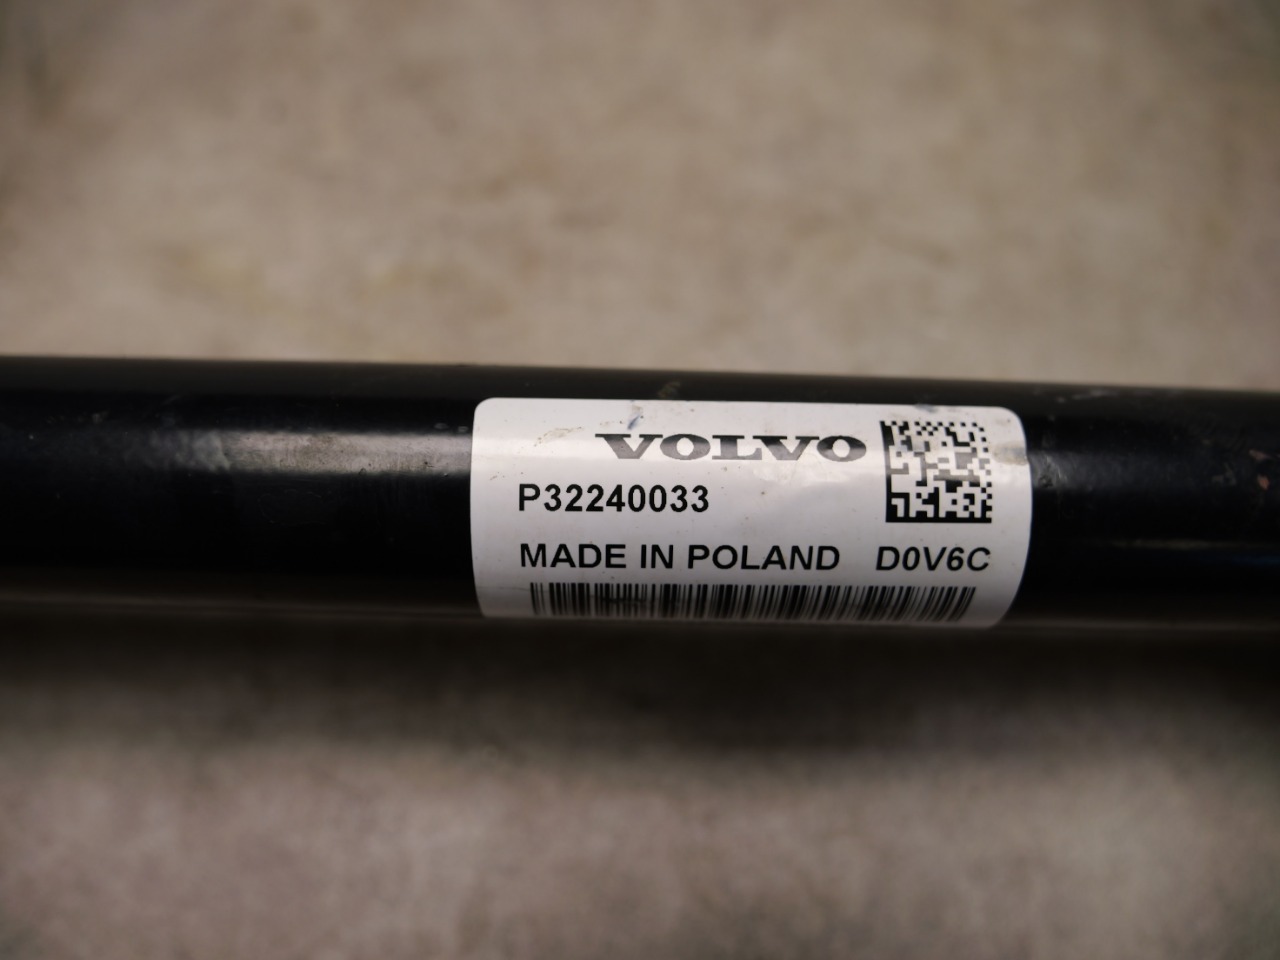 VOLVO
P32240033
MADE IN POLAND D0V6C